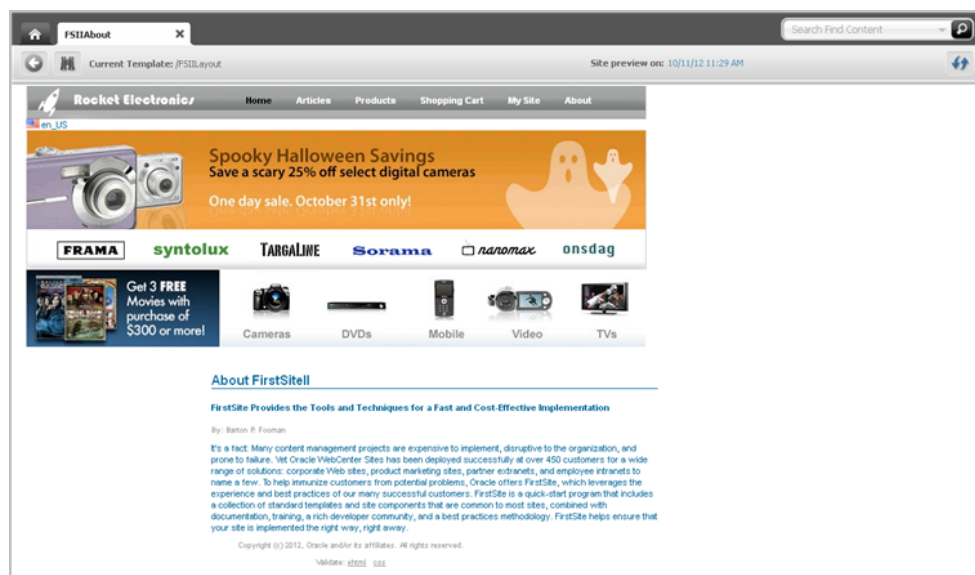 FSIIAbout
Search Find Content
Current Template: /FSIILayout
Site preview on: 10/11/12 11:29 AM
Rocket Electronics
Home Articles Products Shopping Cart My Site About
en_US
Spooky Halloween Savings
Save a scary 25% off select digital cameras
One day sale. October 31st only!
FRAMA syntolux TARGALINE Sorama nanomax onsdag
Get 3 FREE
Movies with
purchase of
$300 or more!
Cameras DVDs Mobile Video TVs
About FirstSiteII
FirstSite Provides the Tools and Techniques for a Fast and Cost-Effective Implementation
By: Barton P. Fooman
It's a fact: Many content management projects are expensive to implement, disruptive to the organization, and
prone to failure. Yet Oracle WebCenter Sites has been deployed successfully at over 450 customers for a wide
range of solutions: corporate Web sites, product marketing sites, partner extranets, and employee intranets to
name a few. To help immunize customers from potential problems, Oracle offers FirstSite, which leverages the
experience and best practices of our many successful customers. FirstSite is a quick-start program that includes
a collection of standard templates and site components that are common to most sites, combined with
documentation, training, a rich developer community, and a best practices methodology. FirstSite helps ensure that
your site is implemented the right way, right away.
Copyright (c) 2012, Oracle and/or its affiliates. All rights reserved.
Validate: xhtml css